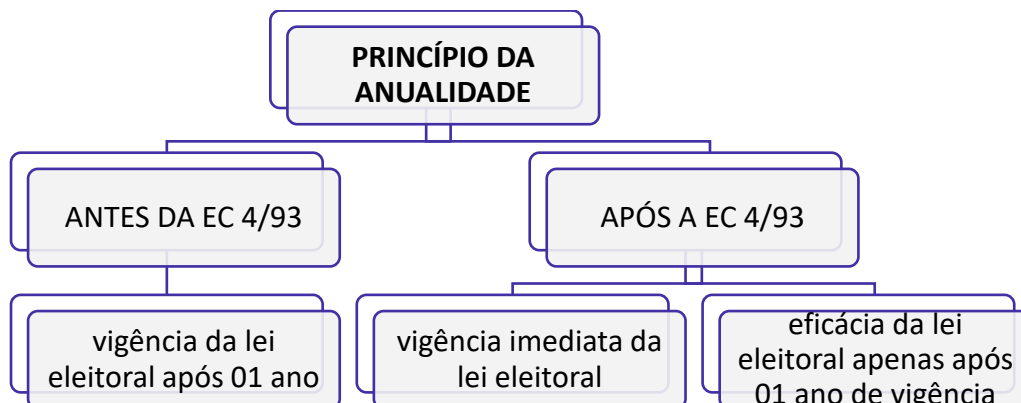 PRINCÍPIO DA
ANUALIDADE
ANTES DA EC 4/93
APÓS A EC 4/93
vigência da lei
eleitoral após 01 ano
vigência imediata da
lei eleitoral
eficácia da lei
eleitoral apenas após
01 ano de vigência